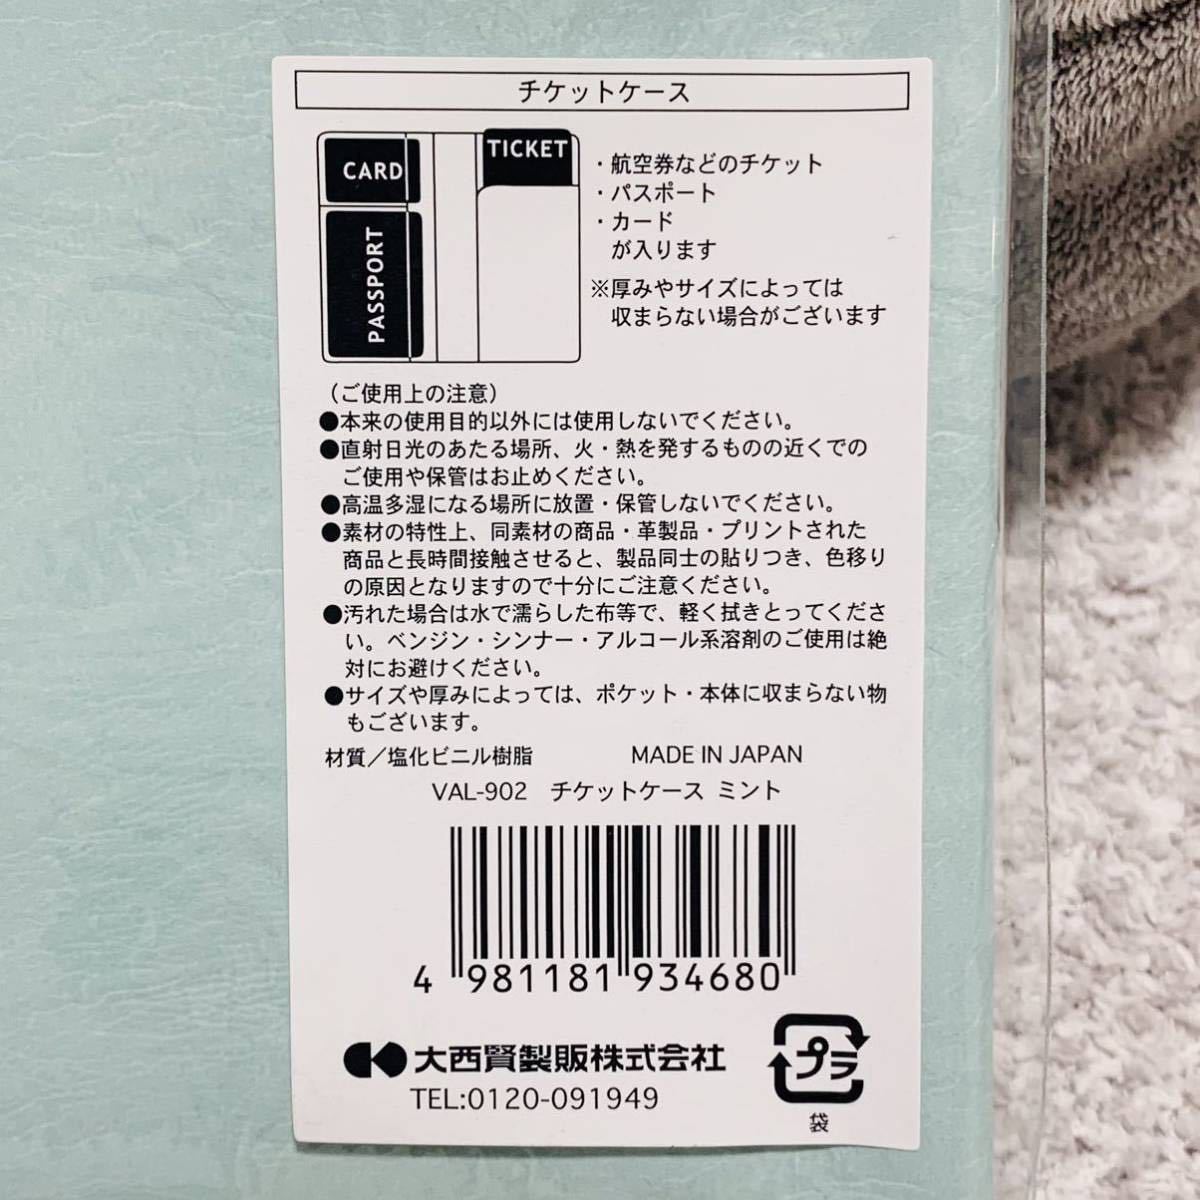 チケットケース
CARD
PASSPORT
TICKET
・航空券などのチケット
・パスポート
・カード
が入ります
※厚みやサイズによっては
収まらない場合がございます
（ご使用上の注意）
●本来の使用目的以外には使用しないでください。
●直射日光のあたる場所、火・熱を発するものの近くでの
ご使用や保管はお止めください。
●高温多湿になる場所に放置・保管しないでください。
●素材の特性上、同素材の商品・革製品・プリントされた
商品と長時間接触させると、製品同士の貼りつき、色移り
の原因となりますので十分にご注意ください。
●汚れた場合は水で濡らした布等で、軽く拭きとってくださ
い。ベンジン・シンナー・アルコール系溶剤のご使用は絶
対にお避けください。
●サイズや厚みによっては、ポケット・本体に収まらない物
もございます。
材質／塩化ビニル樹脂 MADE IN JAPAN
VAL-902 チケットケース ミント
4 981181 934680
大西賢製販株式会社
TEL:0120-091949
プラ
袋